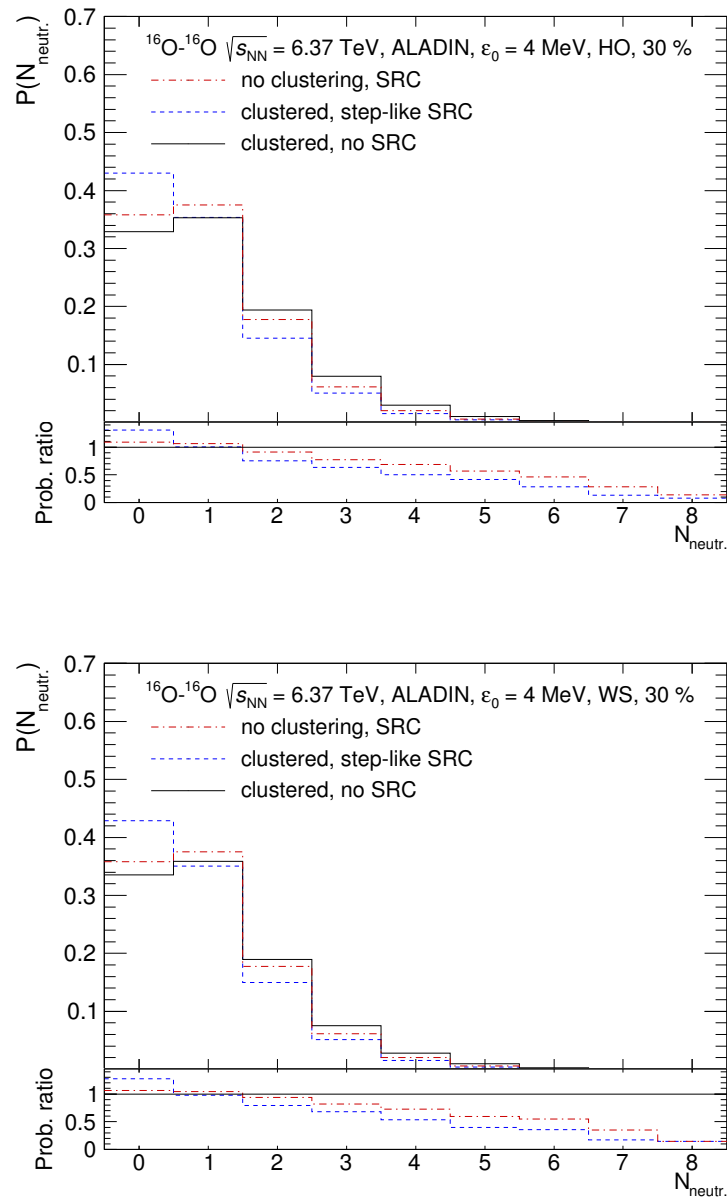 P(N_neutr.)
0.7
0.6
0.5
0.4
0.3
0.2
0.1
¹⁶O-¹⁶O √s_NN = 6.37 TeV, ALADIN, ε₀ = 4 MeV, HO, 30 %
no clustering, SRC
clustered, step-like SRC
clustered, no SRC
Prob. ratio
1
0.5
0
0 1 2 3 4 5 6 7 8
N_neutr.
P(N_neutr.)
0.7
0.6
0.5
0.4
0.3
0.2
0.1
¹⁶O-¹⁶O √s_NN = 6.37 TeV, ALADIN, ε₀ = 4 MeV, WS, 30 %
no clustering, SRC
clustered, step-like SRC
clustered, no SRC
Prob. ratio
1
0.5
0
0 1 2 3 4 5 6 7 8
N_neutr.